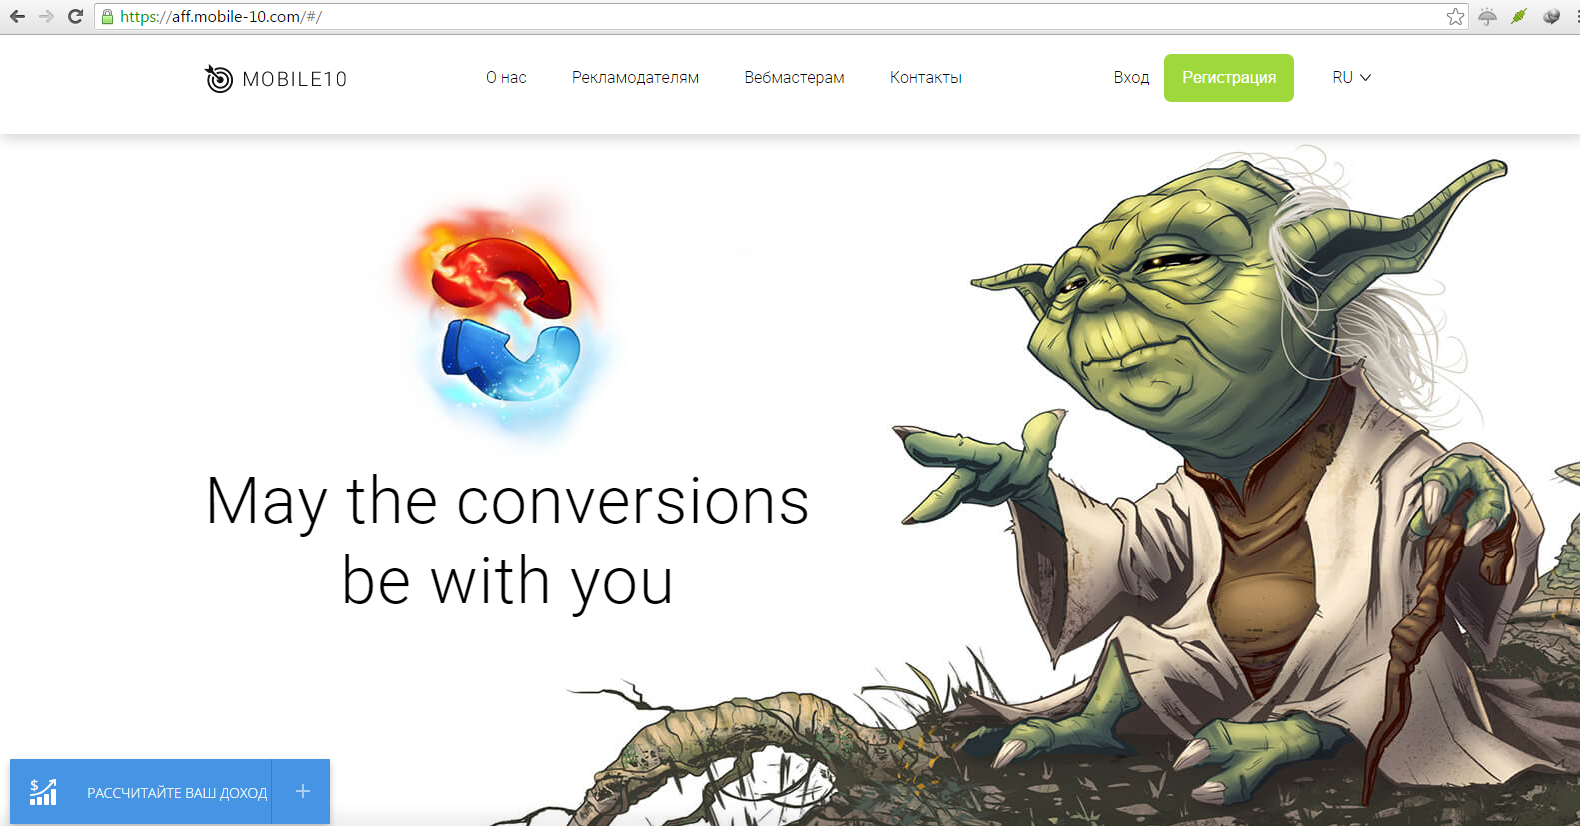 https://aff.mobile-10.com/#/
MOBILE10
О нас
Рекламодателям
Вебмастерам
Контакты
Вход
Регистрация
RU
May the conversions
be with you
$
РАССЧИТАЙТЕ ВАШ ДОХОД
+